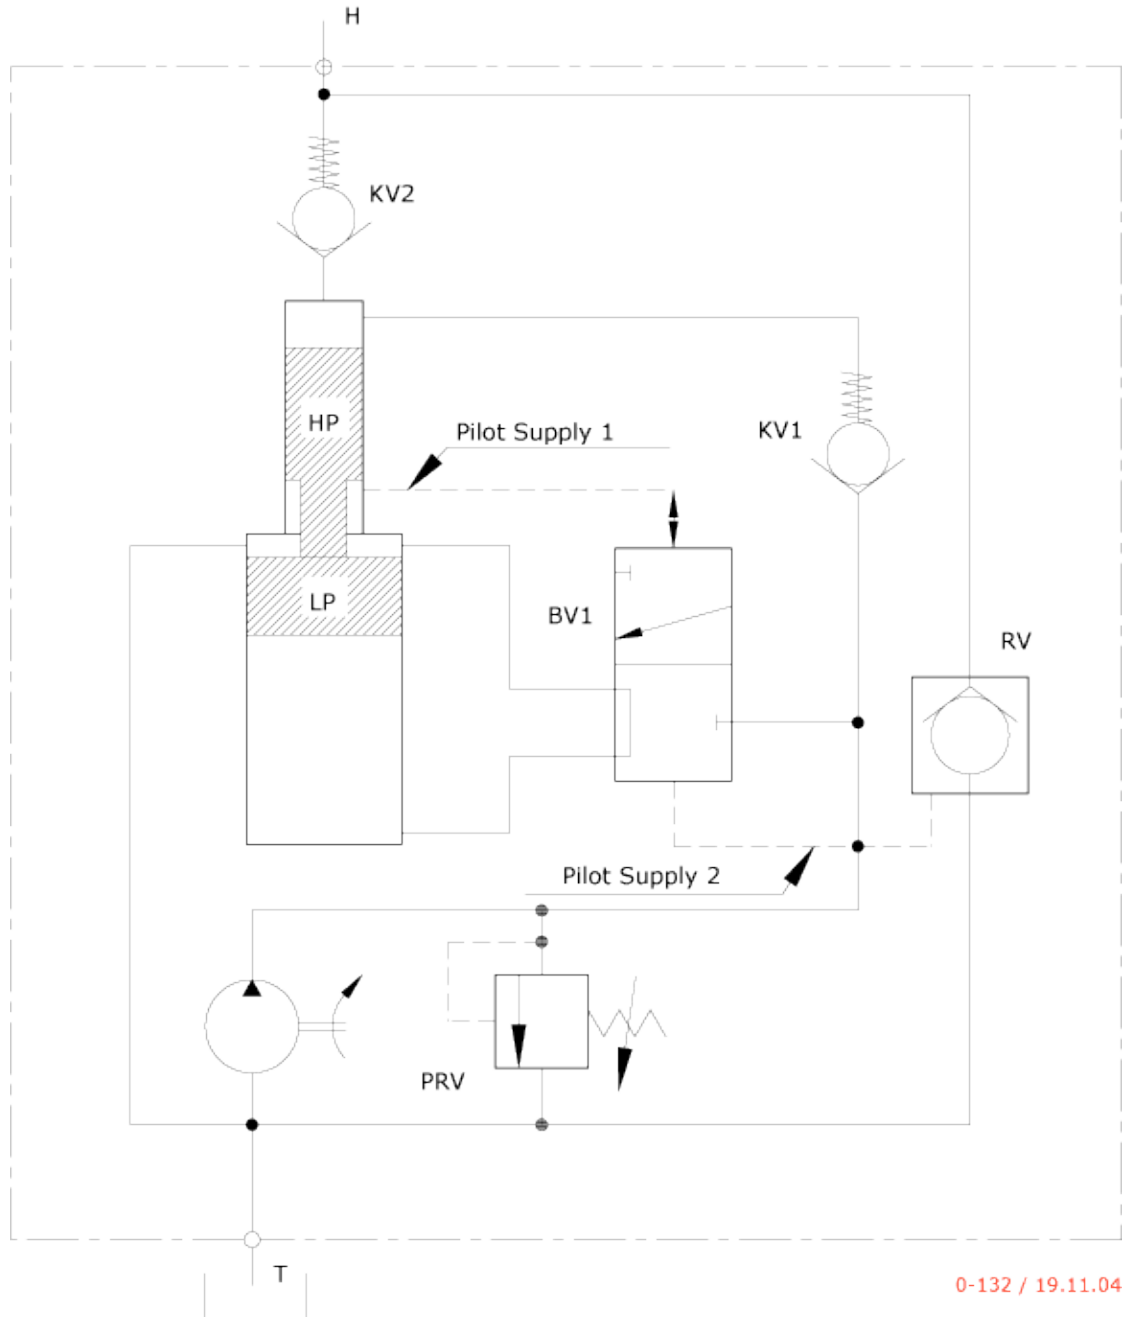 H
KV2
HP
Pilot Supply 1
KV1
LP
BV1
RV
Pilot Supply 2
PRV
T
0-132 / 19.11.04